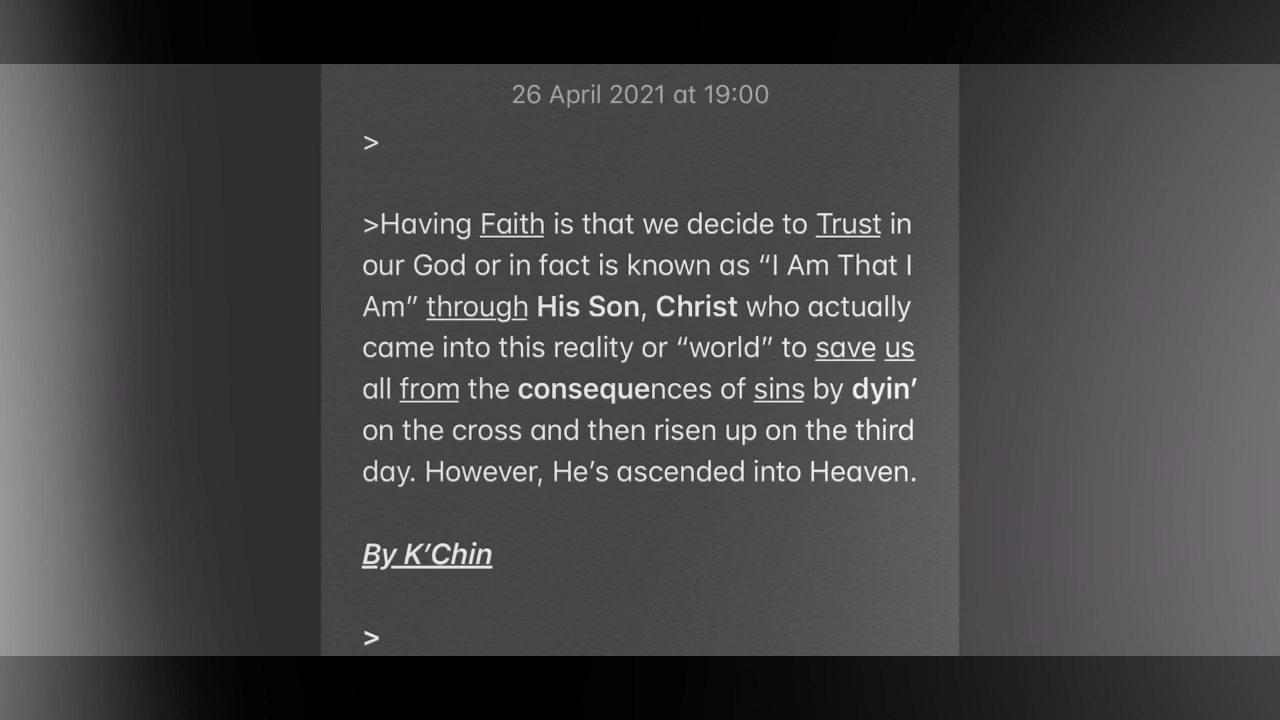 26 April 2021 at 19:00
>
>Having Faith is that we decide to Trust in
our God or in fact is known as “I Am That I
Am” through His Son, Christ who actually
came into this reality or “world” to save us
all from the consequences of sins by dyin’
on the cross and then risen up on the third
day. However, He’s ascended into Heaven.
By K’Chin
>